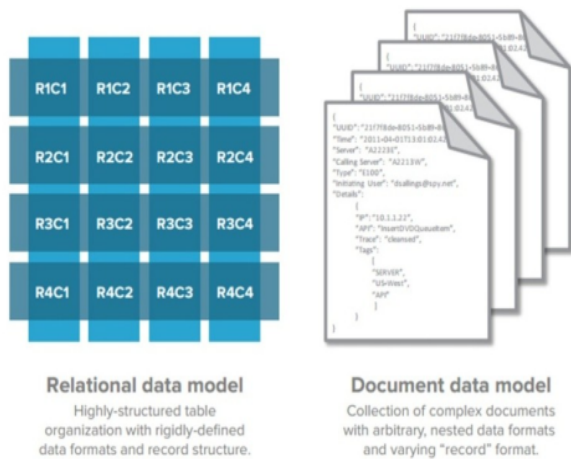 R1C1 R1C2 R1C3 R1C4
R2C1 R2C2 R2C3 R2C4
R3C1 R3C2 R3C3 R3C4
R4C1 R4C2 R4C3 R4C4
{
{
{
{
"UUID": "21f7f8de-8051-5b89-86
"Time": "2011-04-01T13:01:02.42
"Server": "A2223E",
"Calling Server": "A2213W",
"Type": "E100",
"Initiating User": "dsallings@spy.net",
"Details":
{
"IP": "10.1.1.22",
"API": "InsertDVDQueueItem",
"Trace": "cleansed",
"Tags":
[
"SERVER",
"US-West",
"API"
]
}
}
Relational data model
Highly-structured table
organization with rigidly-defined
data formats and record structure.
Document data model
Collection of complex documents
with arbitrary, nested data formats
and varying "record" format.